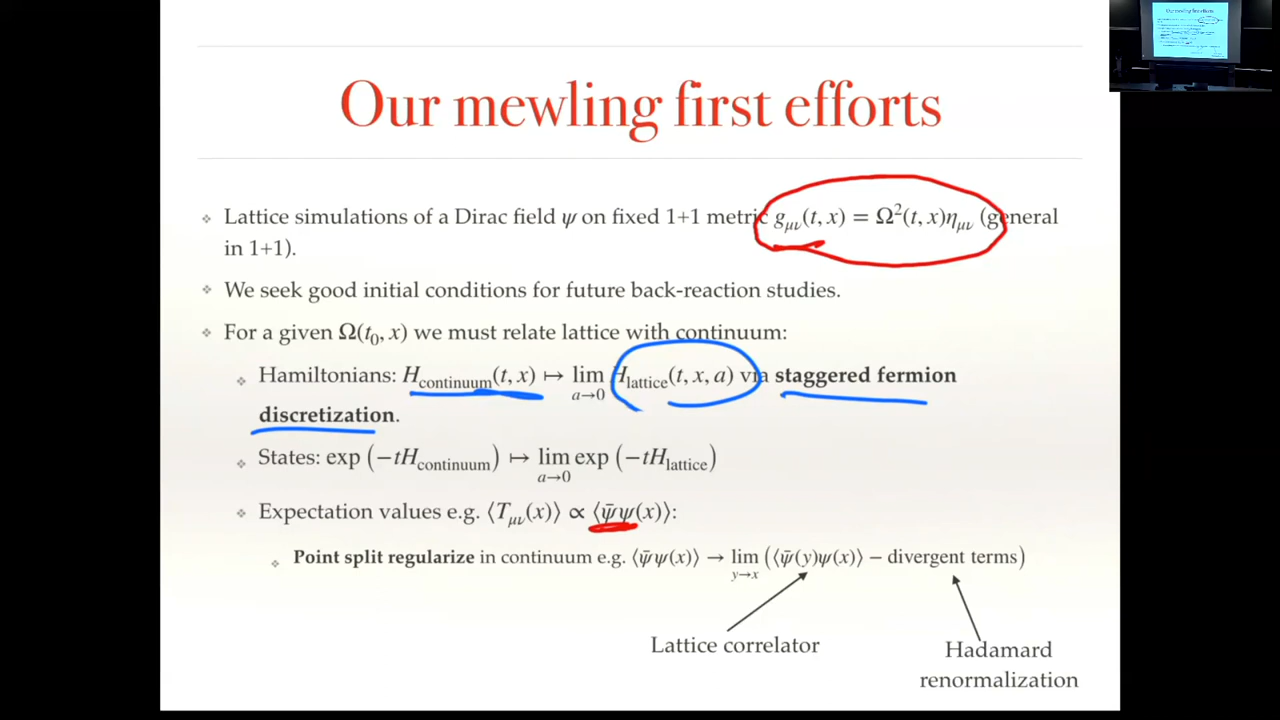 Our mewling first efforts
Lattice simulations of a Dirac field ψ on fixed 1+1 metric g_μν(t, x) = Ω²(t, x)η_μν (general
in 1+1).
We seek good initial conditions for future back-reaction studies.
For a given Ω(t₀, x) we must relate lattice with continuum:
Hamiltonians: H_continuum(t, x) ↦ lim_{a→0} H_lattice(t, x, a) via staggered fermion
discretization.
States: exp (−tH_continuum) ↦ lim_{a→0} exp (−tH_lattice)
Expectation values e.g. ⟨T_μν(x)⟩ ∝ ⟨ψ̄ψ(x)⟩:
Point split regularize in continuum e.g. ⟨ψ̄ψ(x)⟩ → lim_{y→x} (⟨ψ̄(y)ψ(x)⟩ − divergent terms)
Lattice correlator
Hadamard
renormalization